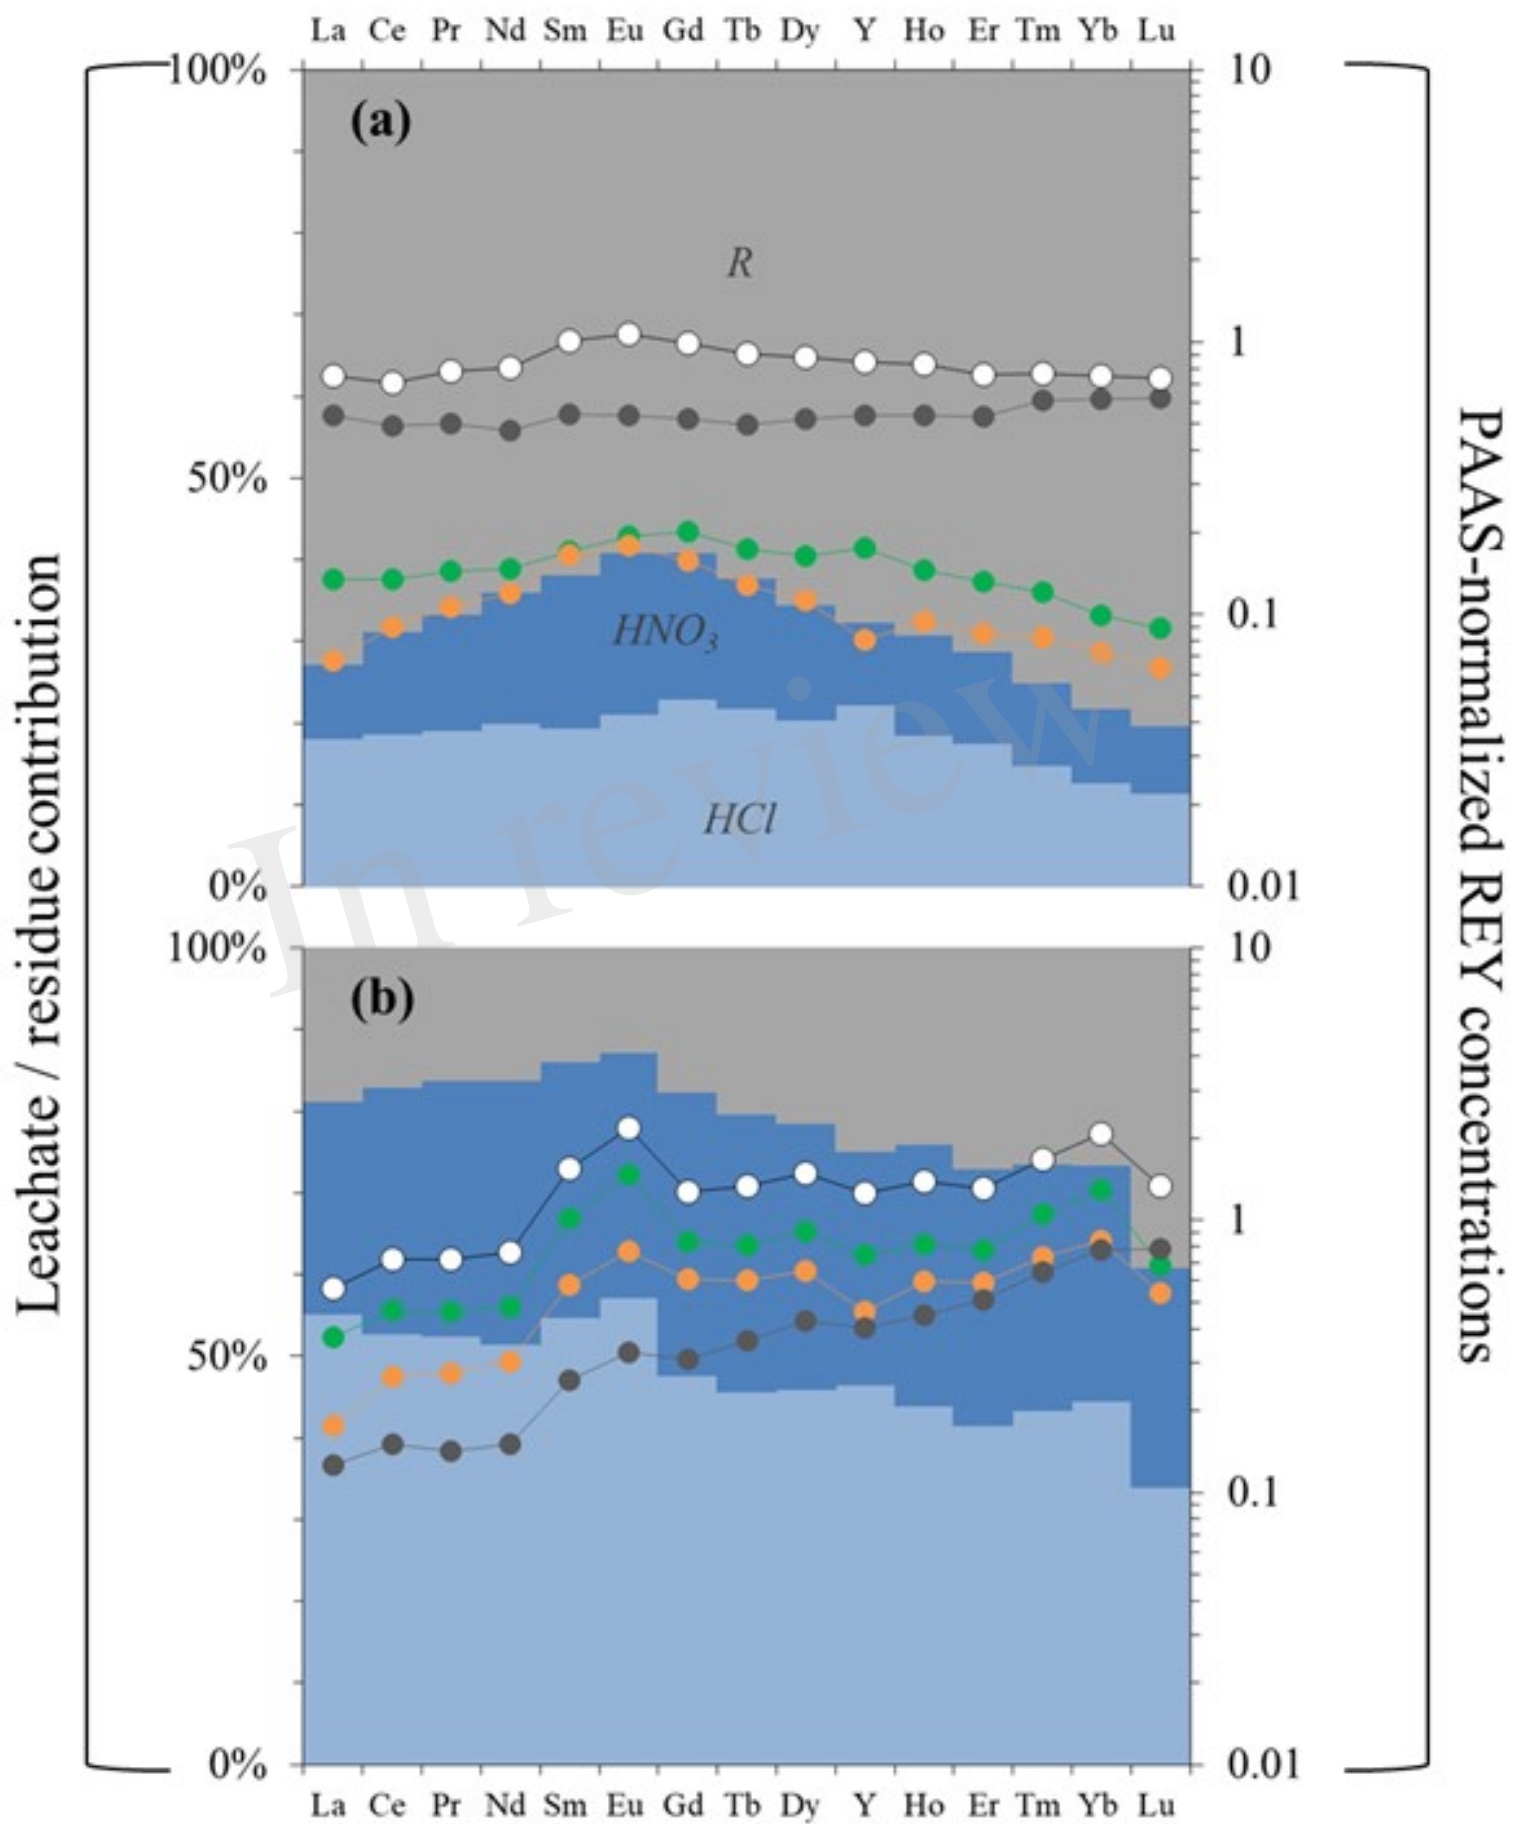 La Ce Pr Nd Sm Eu Gd Tb Dy Y Ho Er Tm Yb Lu
100% 10
(a)
R
1
50%
HNO₃
0.1
HCl
0% 0.01
In review
100% 10
(b)
1
50%
0.1
0% 0.01
La Ce Pr Nd Sm Eu Gd Tb Dy Y Ho Er Tm Yb Lu
Leachate / residue contribution
PAAS-normalized REY concentrations